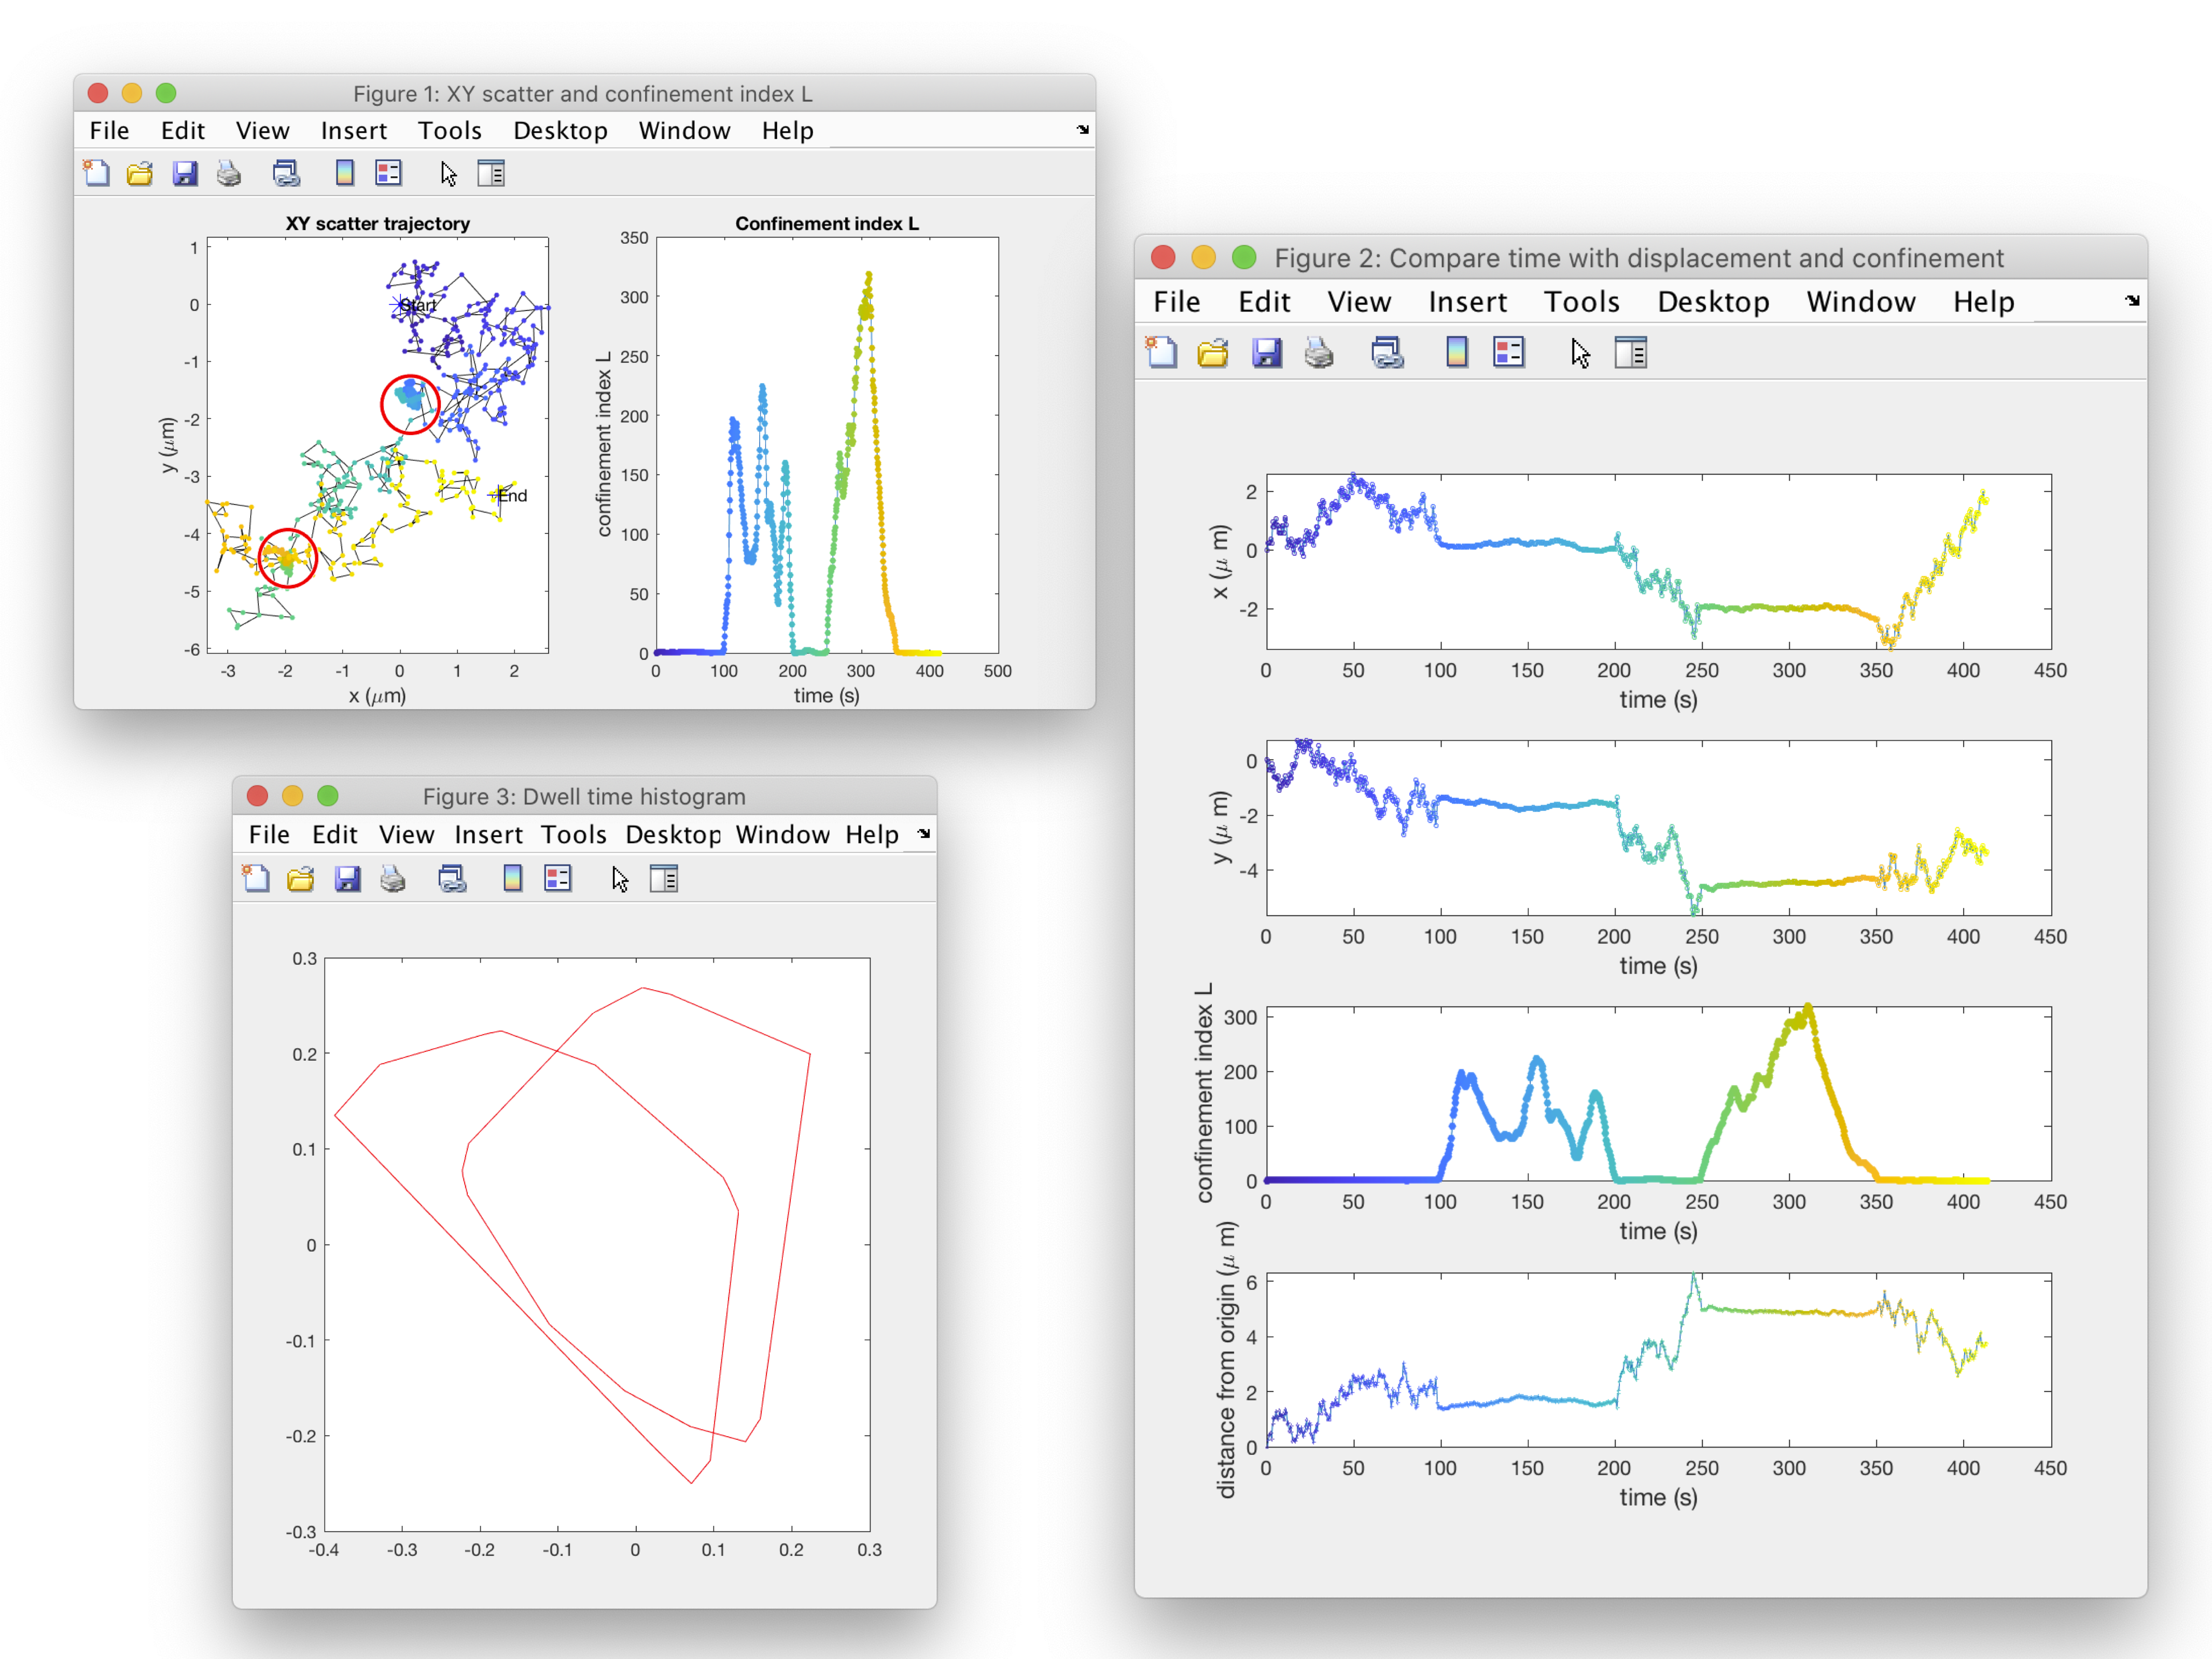 Figure 1: XY scatter and confinement index L
File Edit View Insert Tools Desktop Window Help
XY scatter trajectory
1
0
-1
-2
-3
-4
-5
-6
y (μm)
Start
End
-3 -2 -1 0 1 2
x (μm)
Confinement index L
350
300
250
200
150
100
50
0
confinement index L
0 100 200 300 400 500
time (s)
Figure 2: Compare time with displacement and confinement
File Edit View Insert Tools Desktop Window Help
2
0
-2
x (μ m)
0 50 100 150 200 250 300 350 400 450
time (s)
0
-2
-4
y (μ m)
0 50 100 150 200 250 300 350 400 450
time (s)
300
200
100
0
confinement index L
0 50 100 150 200 250 300 350 400 450
time (s)
6
4
2
0
distance from origin (μ m)
0 50 100 150 200 250 300 350 400 450
time (s)
Figure 3: Dwell time histogram
File Edit View Insert Tools Desktop Window Help
0.3
0.2
0.1
0
-0.1
-0.2
-0.3
-0.4 -0.3 -0.2 -0.1 0 0.1 0.2 0.3